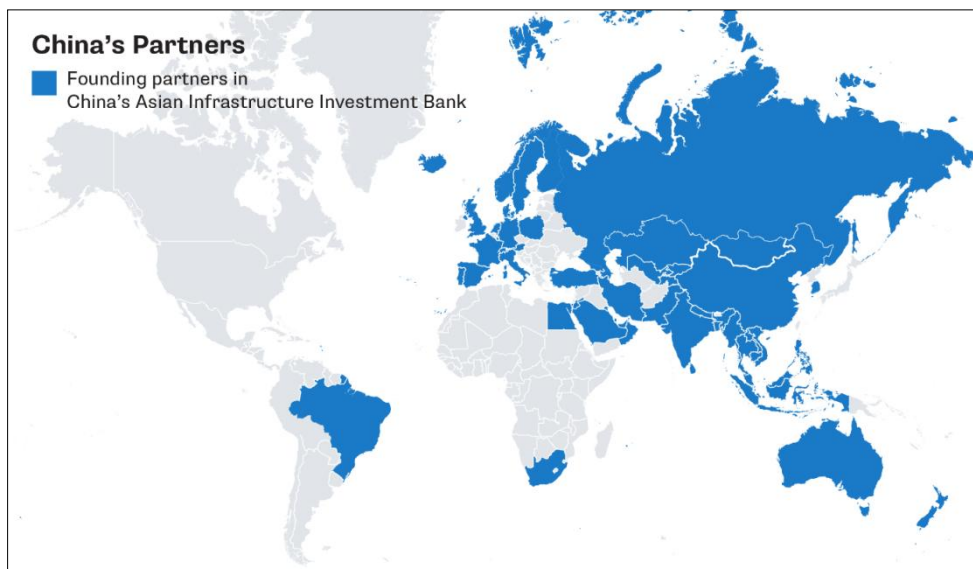 China’s Partners
Founding partners in
China’s Asian Infrastructure Investment Bank